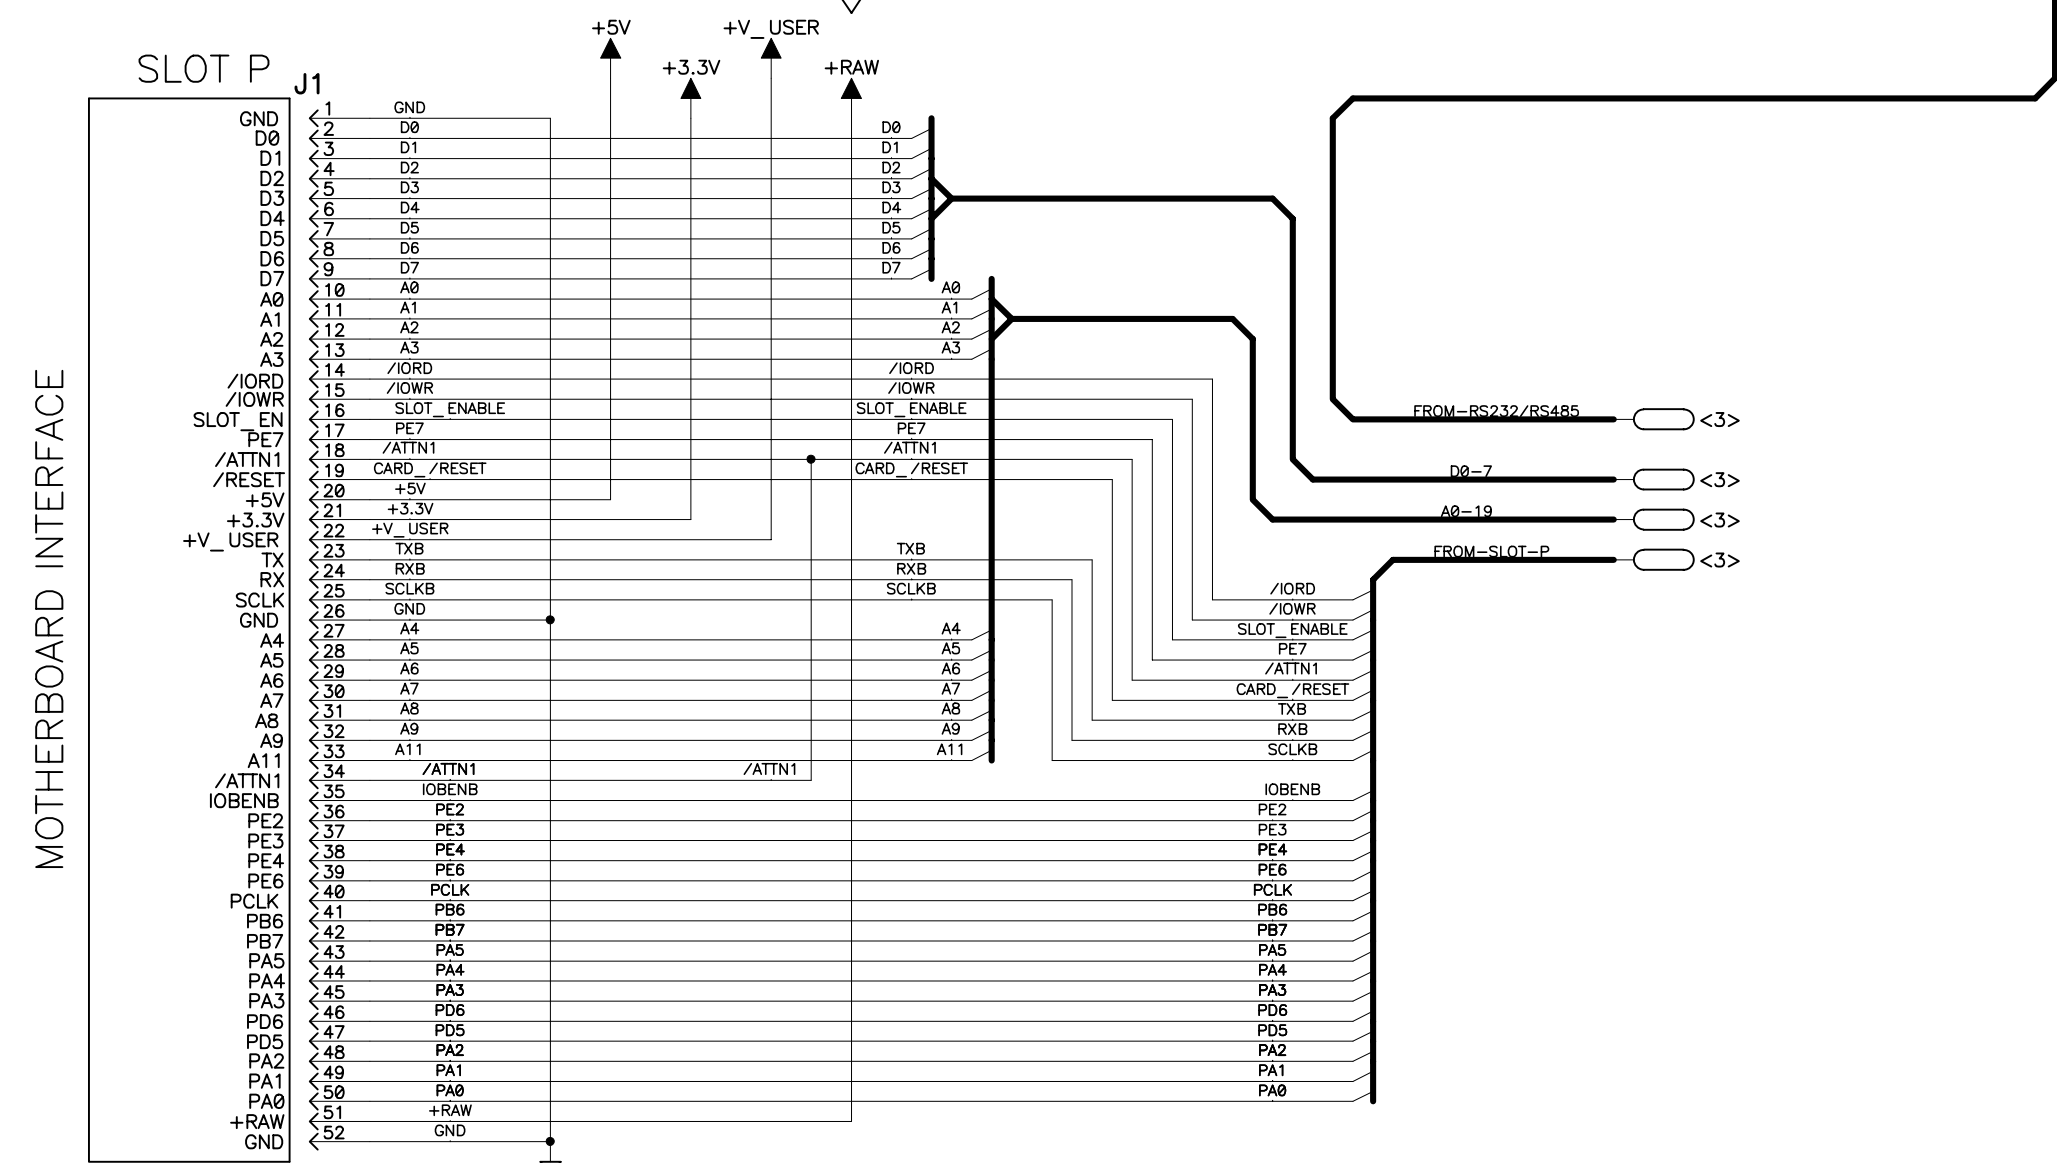 +5V +V_USER
SLOT P +3.3V +RAW
J1
MOTHERBOARD INTERFACE
GND 1 GND
D0 2 D0 D0
D1 3 D1 D1
D2 4 D2 D2
D3 5 D3 D3
D4 6 D4 D4
D5 7 D5 D5
D6 8 D6 D6
D7 9 D7 D7
A0 10 A0 A0
A1 11 A1 A1
A2 12 A2 A2
A3 13 A3 A3
/IORD 14 /IORD /IORD
/IOWR 15 /IOWR /IOWR
SLOT_EN 16 SLOT_ENABLE SLOT_ENABLE FROM-RS232/RS485 <3>
PE7 17 PE7 PE7
/ATTN1 18 /ATTN1 /ATTN1
/RESET 19 CARD_/RESET CARD_/RESET D0-7 <3>
+5V 20 +5V
+3.3V 21 +3.3V A0-19 <3>
+V_USER 22 +V_USER
TX 23 TXB TXB FROM-SLOT-P <3>
RX 24 RXB RXB
SCLK 25 SCLKB SCLKB /IORD
GND 26 GND /IOWR
A4 27 A4 A4 SLOT_ENABLE
A5 28 A5 A5 PE7
A6 29 A6 A6 /ATTN1
A7 30 A7 A7 CARD_/RESET
A8 31 A8 A8 TXB
A9 32 A9 A9 RXB
A11 33 A11 A11 SCLKB
/ATTN1 34 /ATTN1 /ATTN1
IOBENB 35 IOBENB IOBENB
PE2 36 PE2 PE2
PE3 37 PE3 PE3
PE4 38 PE4 PE4
PE6 39 PE6 PE6
PCLK 40 PCLK PCLK
PB6 41 PB6 PB6
PB7 42 PB7 PB7
PA5 43 PA5 PA5
PA4 44 PA4 PA4
PA3 45 PA3 PA3
PD6 46 PD6 PD6
PD5 47 PD5 PD5
PA2 48 PA2 PA2
PA1 49 PA1 PA1
PA0 50 PA0 PA0
+RAW 51 +RAW
GND 52 GND